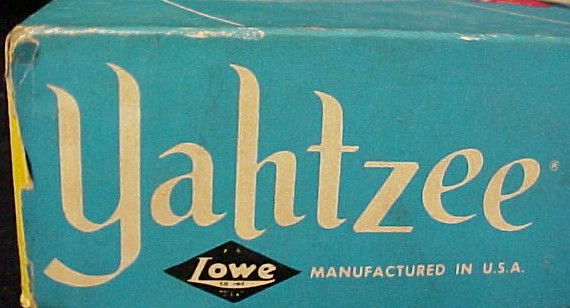 Yahtzee®
Lowe
MANUFACTURED IN U.S.A.